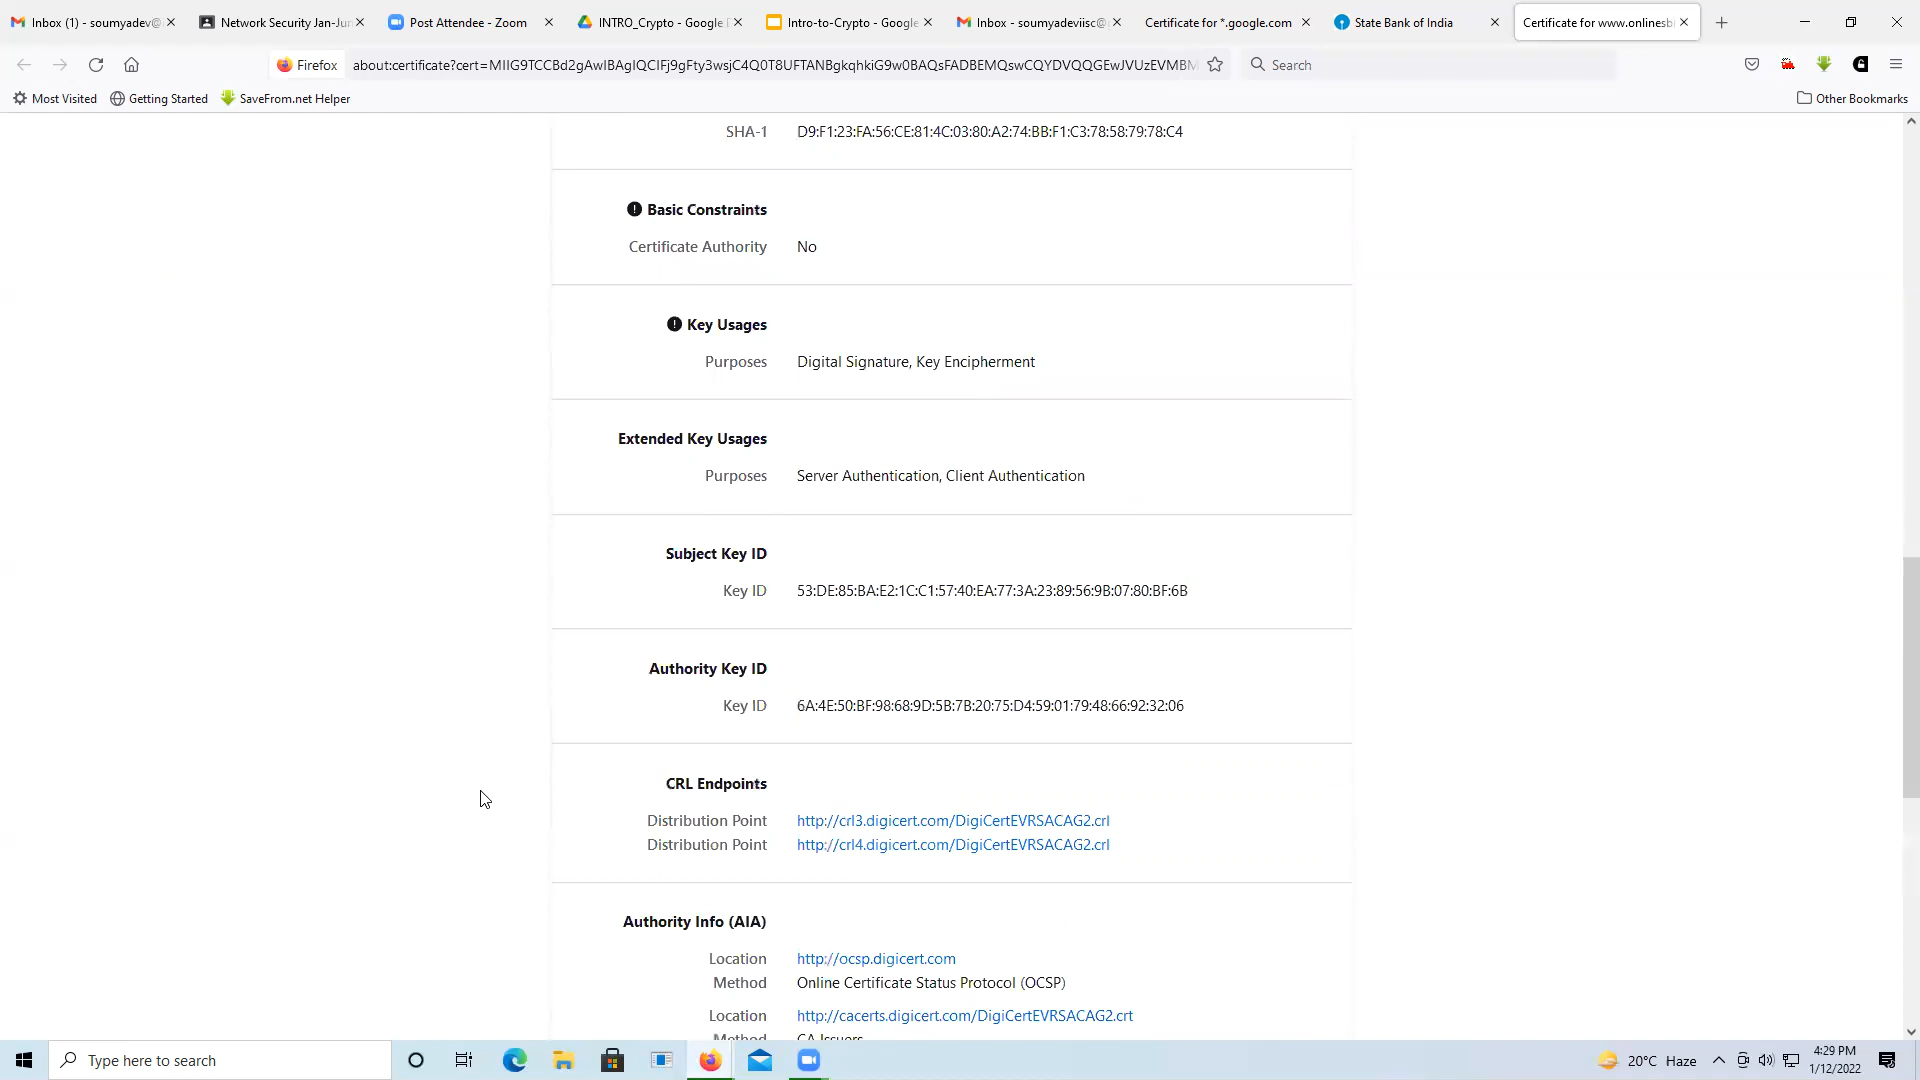 Inbox (1) - soumyadev@
Network Security Jan-Jun
Post Attendee - Zoom
INTRO_Crypto - Google
Intro-to-Crypto - Google
Inbox - soumyadeviisc@
Certificate for *.google.com
State Bank of India
Certificate for www.onlinesbi
Firefox
about:certificate?cert=MIIG9TCCBd2gAwIBAgIQCIFj9gFty3wsjC4Q0T8UFTANBgkqhkiG9w0BAQsFADBEMQswCQYDVQQGEwJVUzEVMBM
Search
Most Visited
Getting Started
SaveFrom.net Helper
Other Bookmarks
SHA-1 D9:F1:23:FA:56:CE:81:4C:03:80:A2:74:BB:F1:C3:78:58:79:78:C4
Basic Constraints
Certificate Authority No
Key Usages
Purposes Digital Signature, Key Encipherment
Extended Key Usages
Purposes Server Authentication, Client Authentication
Subject Key ID
Key ID 53:DE:85:BA:E2:1C:C1:57:40:EA:77:3A:23:89:56:9B:07:80:BF:6B
Authority Key ID
Key ID 6A:4E:50:BF:98:68:9D:5B:7B:20:75:D4:59:01:79:48:66:92:32:06
CRL Endpoints
Distribution Point http://crl3.digicert.com/DigiCertEVRSACAG2.crl
Distribution Point http://crl4.digicert.com/DigiCertEVRSACAG2.crl
Authority Info (AIA)
Location http://ocsp.digicert.com
Method Online Certificate Status Protocol (OCSP)
Location http://cacerts.digicert.com/DigiCertEVRSACAG2.crt
Method CA Issuers
Type here to search
20°C Haze
4:29 PM
1/12/2022